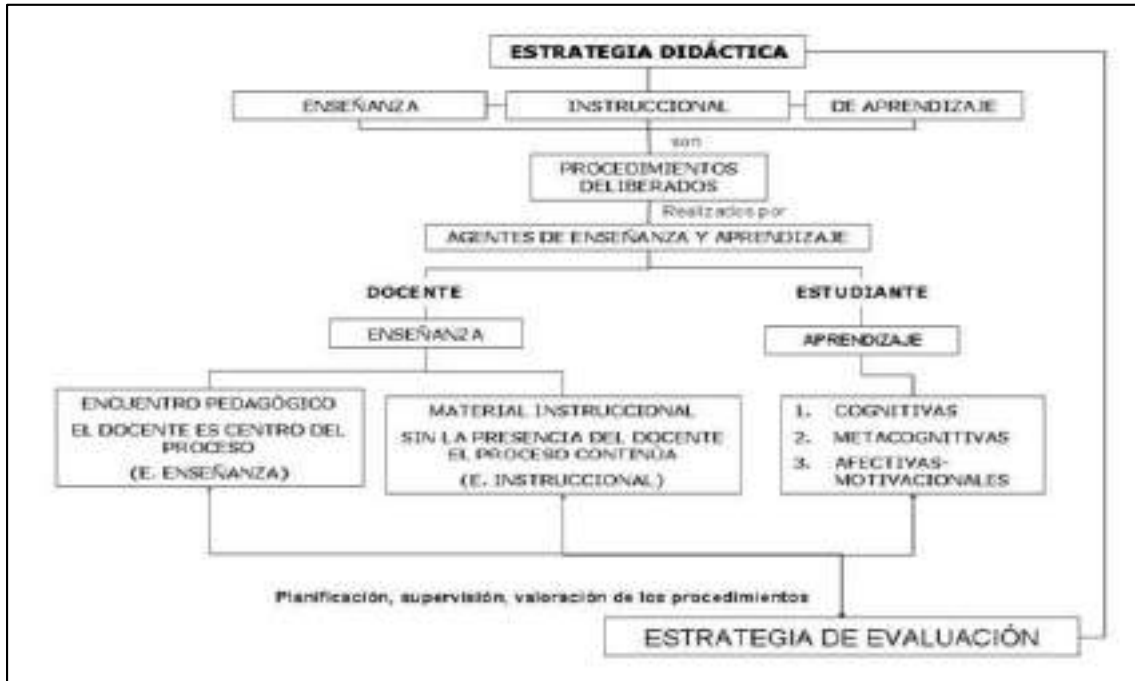 ESTRATEGIA DIDÁCTICA
ENSEÑANZA
INSTRUCCIONAL
DE APRENDIZAJE
son
PROCEDIMIENTOS
DELIBERADOS
Realizados por
AGENTES DE ENSEÑANZA Y APRENDIZAJE
DOCENTE
ESTUDIANTE
ENSEÑANZA
APRENDIZAJE
ENCUENTRO PEDAGÓGICO
EL DOCENTE ES CENTRO DEL
PROCESO
(E. ENSEÑANZA)
MATERIAL INSTRUCCIONAL
SIN LA PRESENCIA DEL DOCENTE
EL PROCESO CONTINÚA
(E. INSTRUCCIONAL)
1. COGNITIVAS
2. METACOGNITIVAS
3. AFECTIVAS-
MOTIVACIONALES
Planificación, supervisión, valoración de los procedimientos
ESTRATEGIA DE EVALUACIÓN